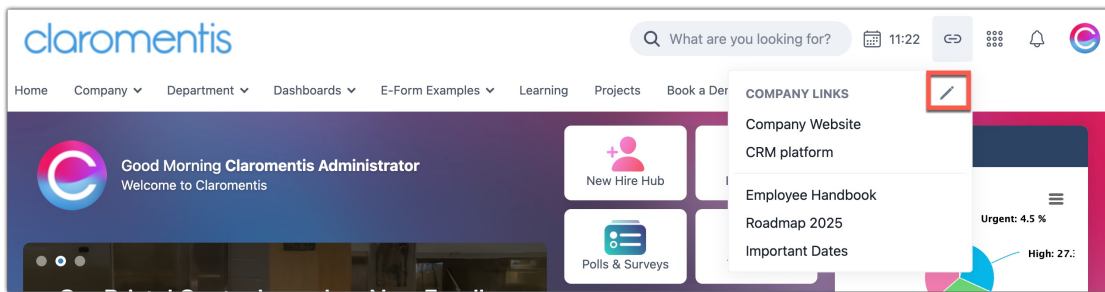 claromentis
What are you looking for?
11:22
Home
Company
Department
Dashboards
E-Form Examples
Learning
Projects
Book a
COMPANY LINKS
Company Website
CRM platform
Employee Handbook
Roadmap 2025
Important Dates
Good Morning Claromentis Administrator
Welcome to Claromentis
New Hire Hub
Polls & Surveys
Urgent: 4.5 %
High: 27.